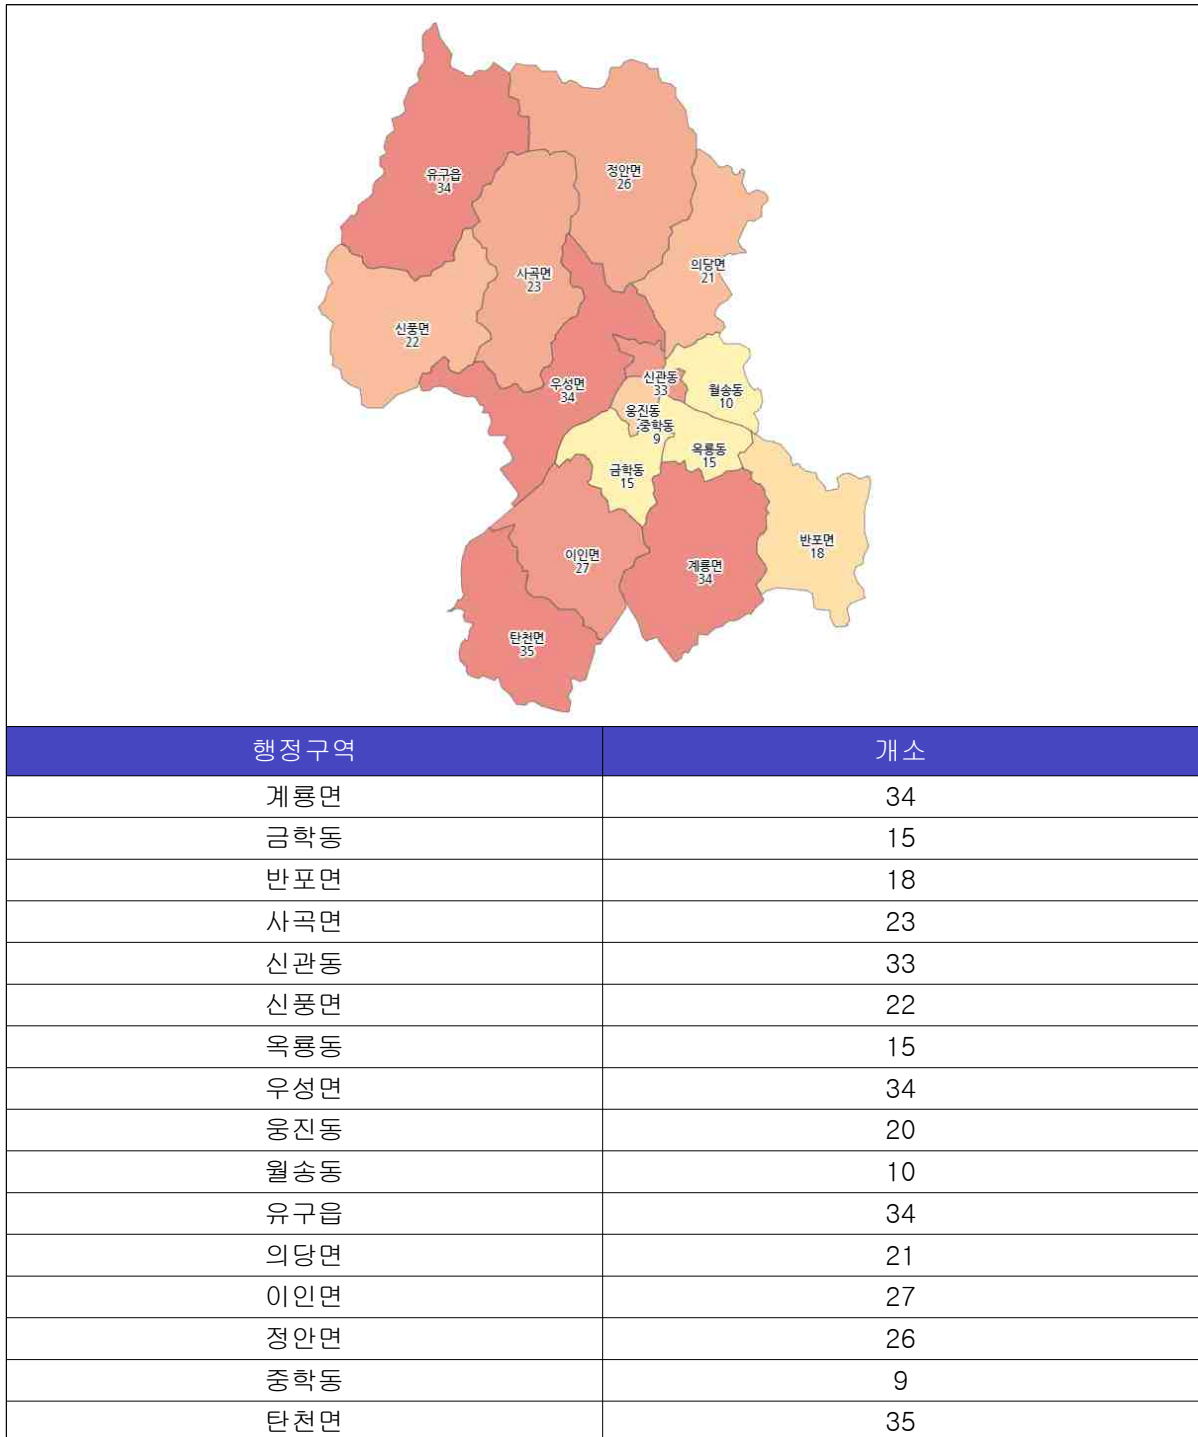 유구읍
34
정안면
26
의당면
21
사곡면
23
신풍면
22
우성면
34
신관동
33
월송동
10
웅진동
중학동
9
옥룡동
15
금학동
15
이인면
27
계룡면
34
반포면
18
탄천면
35
행정구역 개소
계룡면 34
금학동 15
반포면 18
사곡면 23
신관동 33
신풍면 22
옥룡동 15
우성면 34
웅진동 20
월송동 10
유구읍 34
의당면 21
이인면 27
정안면 26
중학동 9
탄천면 35